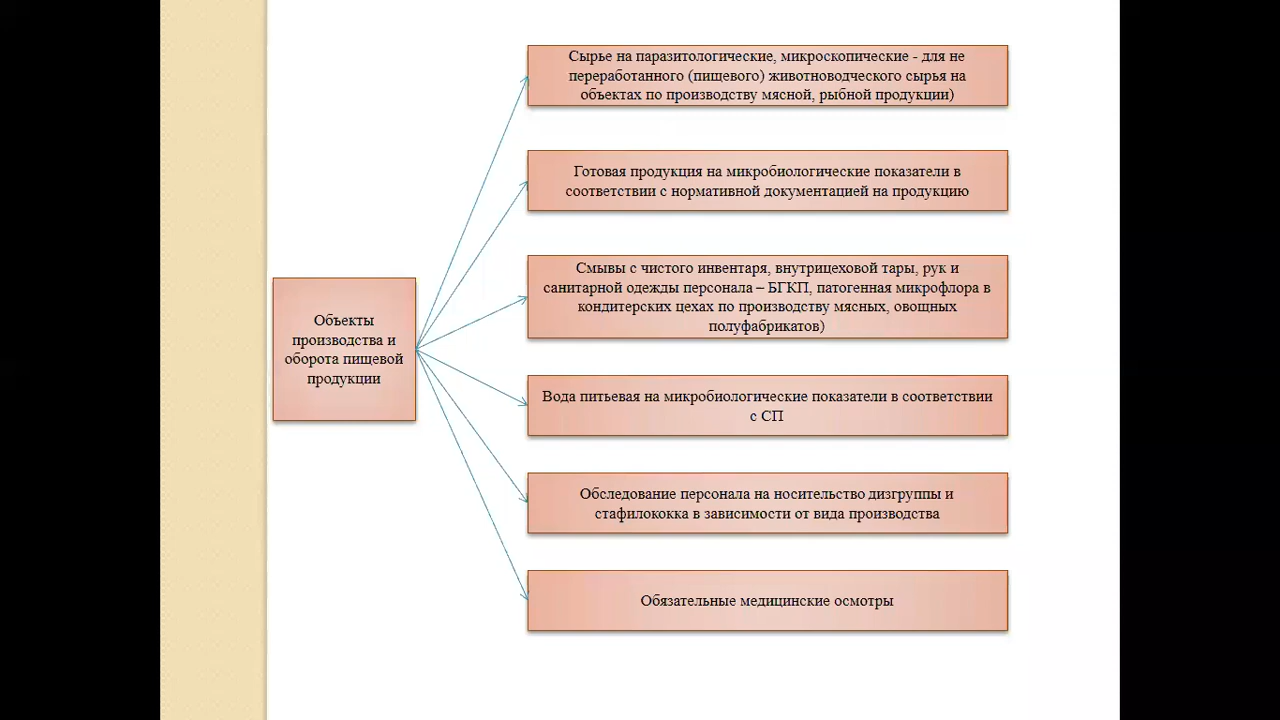 Сырье на паразитологические, микроскопические - для не
переработанного (пищевого) животноводческого сырья на
объектах по производству мясной, рыбной продукции)
Готовая продукция на микробиологические показатели в
соответствии с нормативной документацией на продукцию
Смывы с чистого инвентаря, внутрицеховой тары, рук и
санитарной одежды персонала – БГКП, патогенная микрофлора в
кондитерских цехах по производству мясных, овощных
полуфабрикатов)
Объекты
производства и
оборота пищевой
продукции
Вода питьевая на микробиологические показатели в соответствии
с СП
Обследование персонала на носительство дизгруппы и
стафилококка в зависимости от вида производства
Обязательные медицинские осмотры